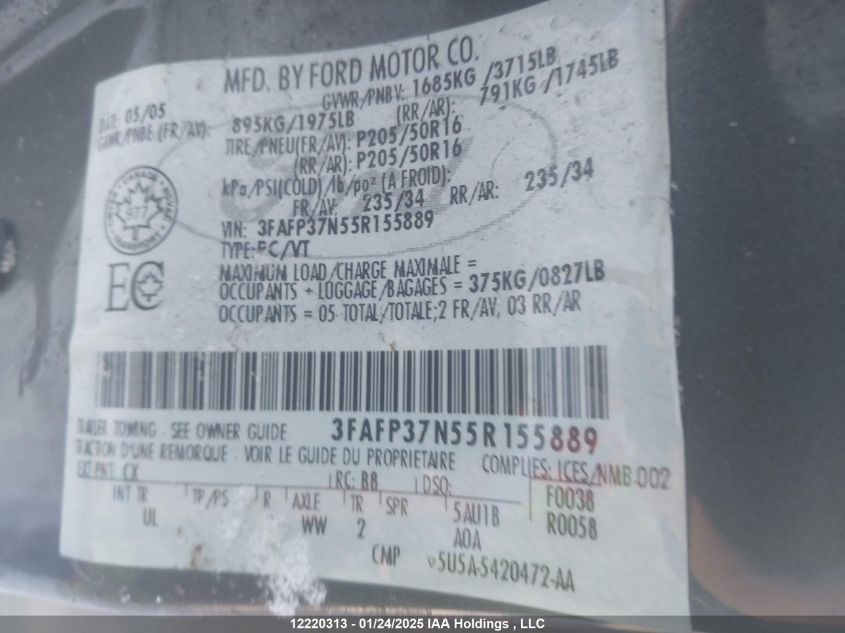 MFD. BY FORD MOTOR CO.
DATE: 05/05 GVWR/PNBV: 1685KG / 3715LB
GAWR/PNBE (FR/AV): 895KG/1975LB (RR/AR): 791KG / 1745LB
TIRE/PNEU(FR/AV): P205/50R16
(RR/AR): P205/50R16
kPa/PSI(COLD) /lb/po² (A FROID):
FR/AV: 235/34 RR/AR: 235/34
VIN: 3FAFP37N55R155889
TYPE:PC/VT
MAXIMUM LOAD/CHARGE MAXIMALE =
OCCUPANTS + LUGGAGE/BAGAGES = 375KG/0827LB
OCCUPANTS = 05 TOTAL/TOTALE;2 FR/AV, 03 RR/AR
CANADA
TRANSPORT
977
EC
TRAILER TOWING - SEE OWNER GUIDE 3FAFP37N55R155889
TRACTION D'UNE REMORQUE - VOIR LE GUIDE DU PROPRIETAIRE COMPLIES: ICES/NMB 002
EXT PNT: CX RC: B8 DSO: F0038
INT TR TP/PS R AXLE TR SPR 5AU1B R0058
UL WW 2 A0A
CMP ▿5U5A-5420472-AA
12220313 - 01/24/2025 IAA Holdings , LLC